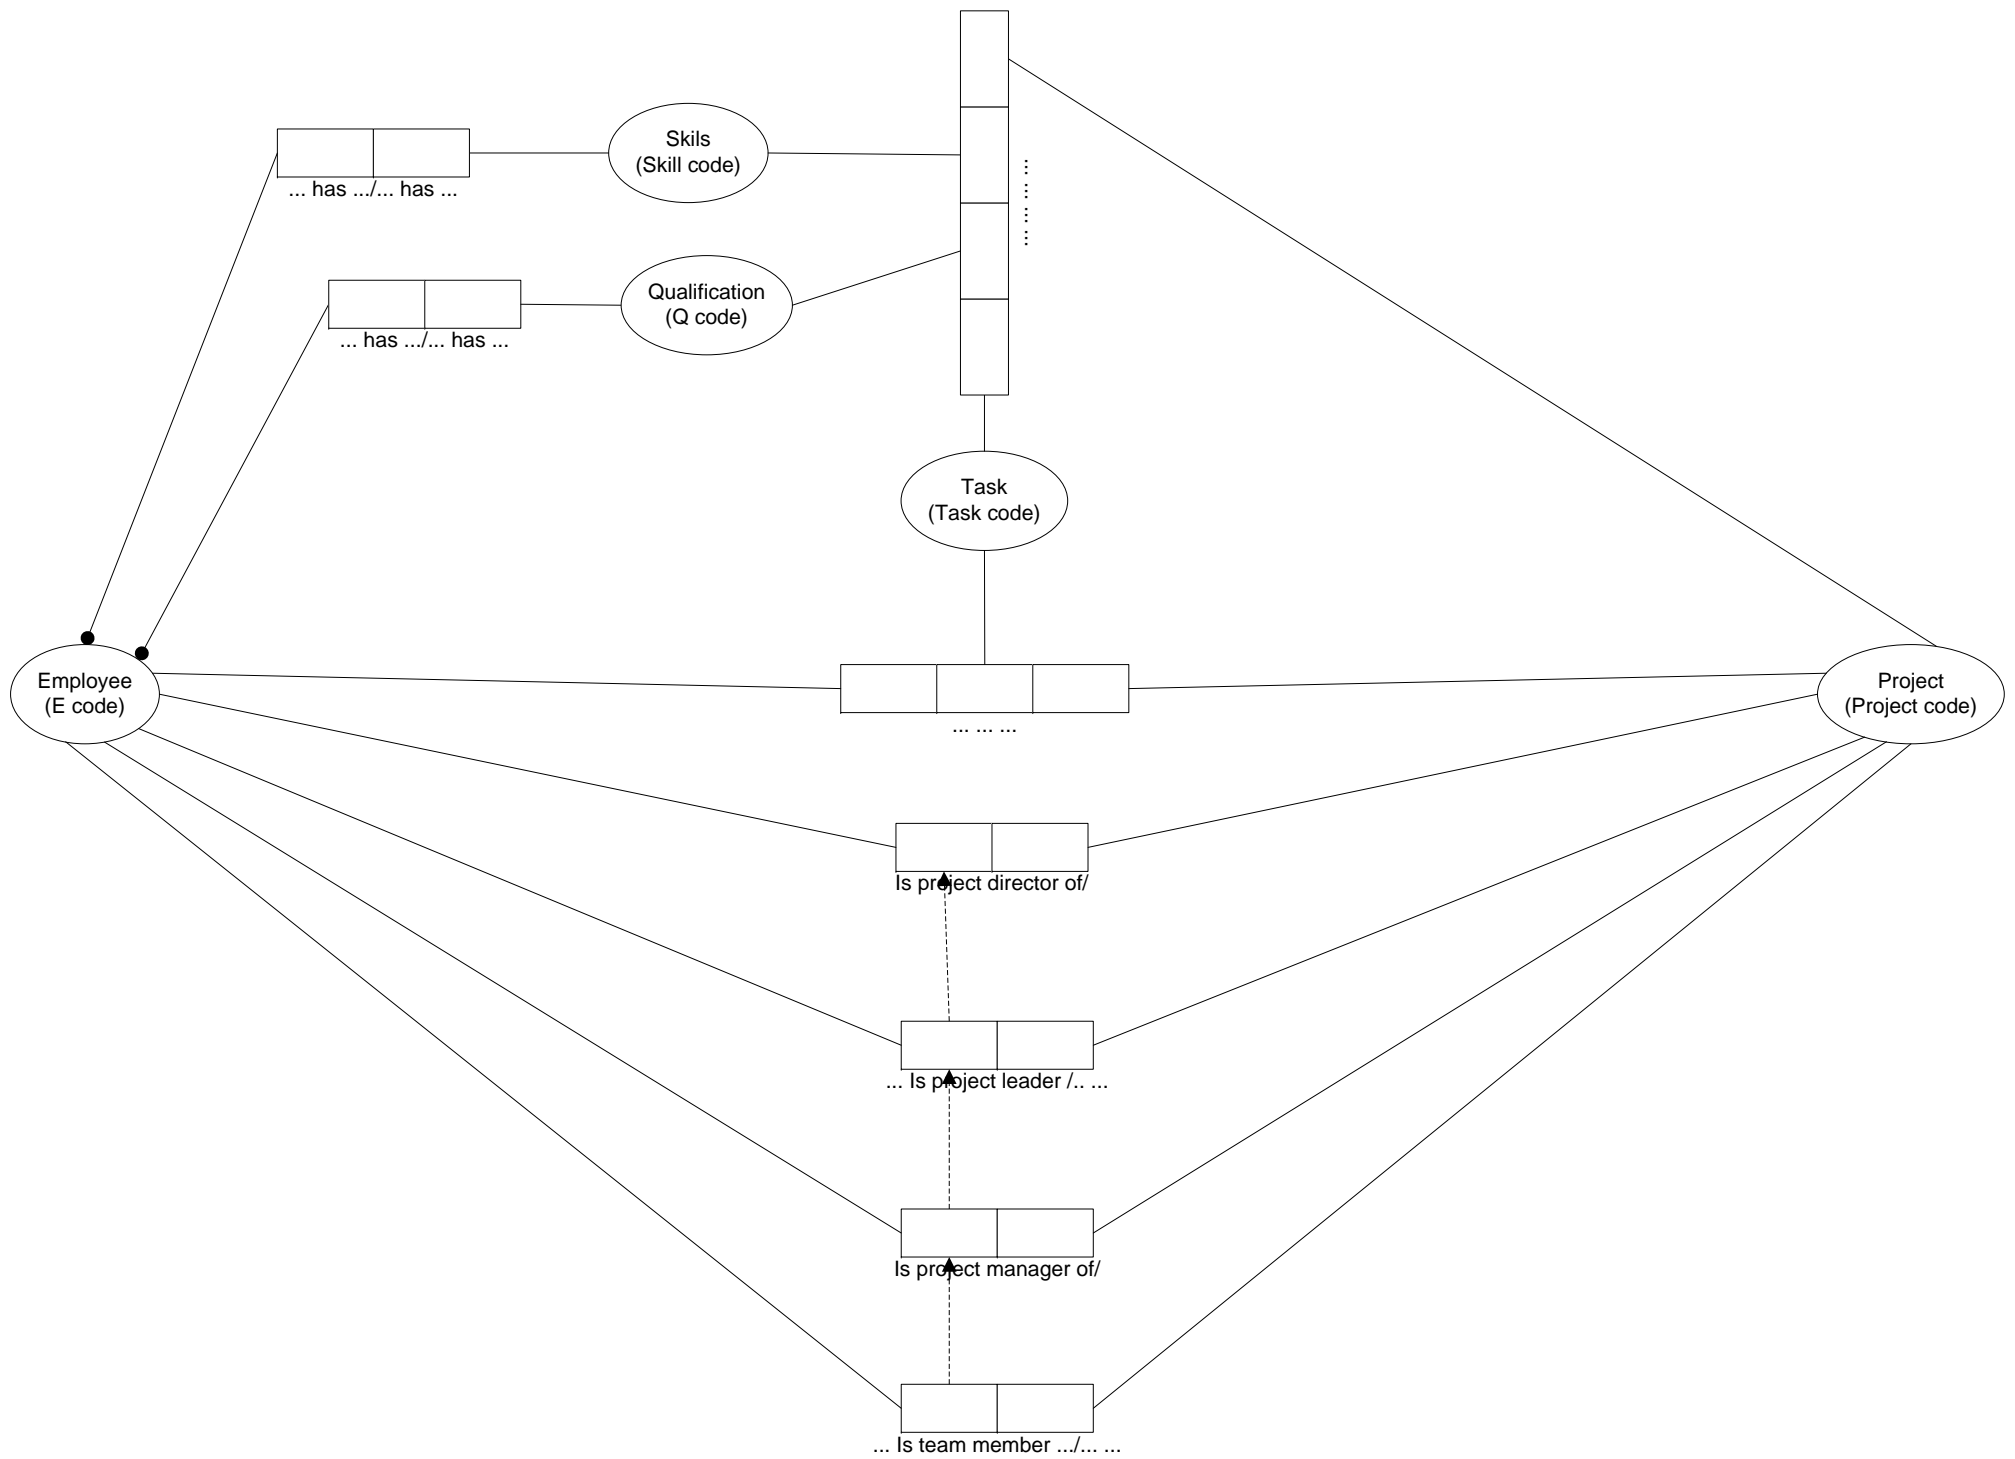 Skils
(Skill code)
... has .../... has ...
... ... ... ...
Qualification
(Q code)
... has .../... has ...
Task
(Task code)
Employee
(E code)
Project
(Project code)
... ... ...
Is project director of/
... Is project leader /.. ...
Is project manager of/
... Is team member .../... ...